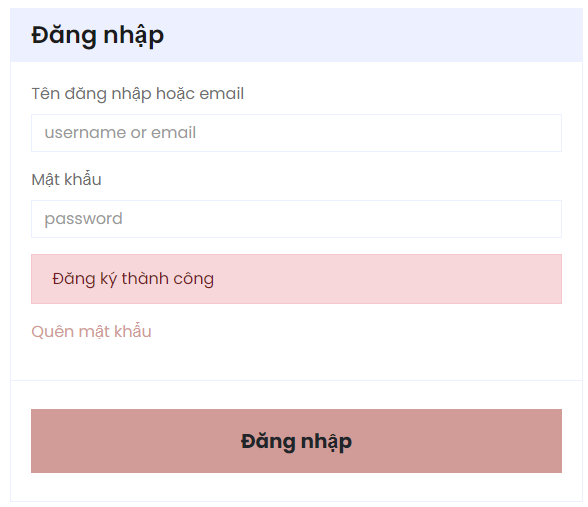 Đăng nhập
Tên đăng nhập hoặc email
username or email
Mật khẩu
password
Đăng ký thành công
Quên mật khẩu
Đăng nhập